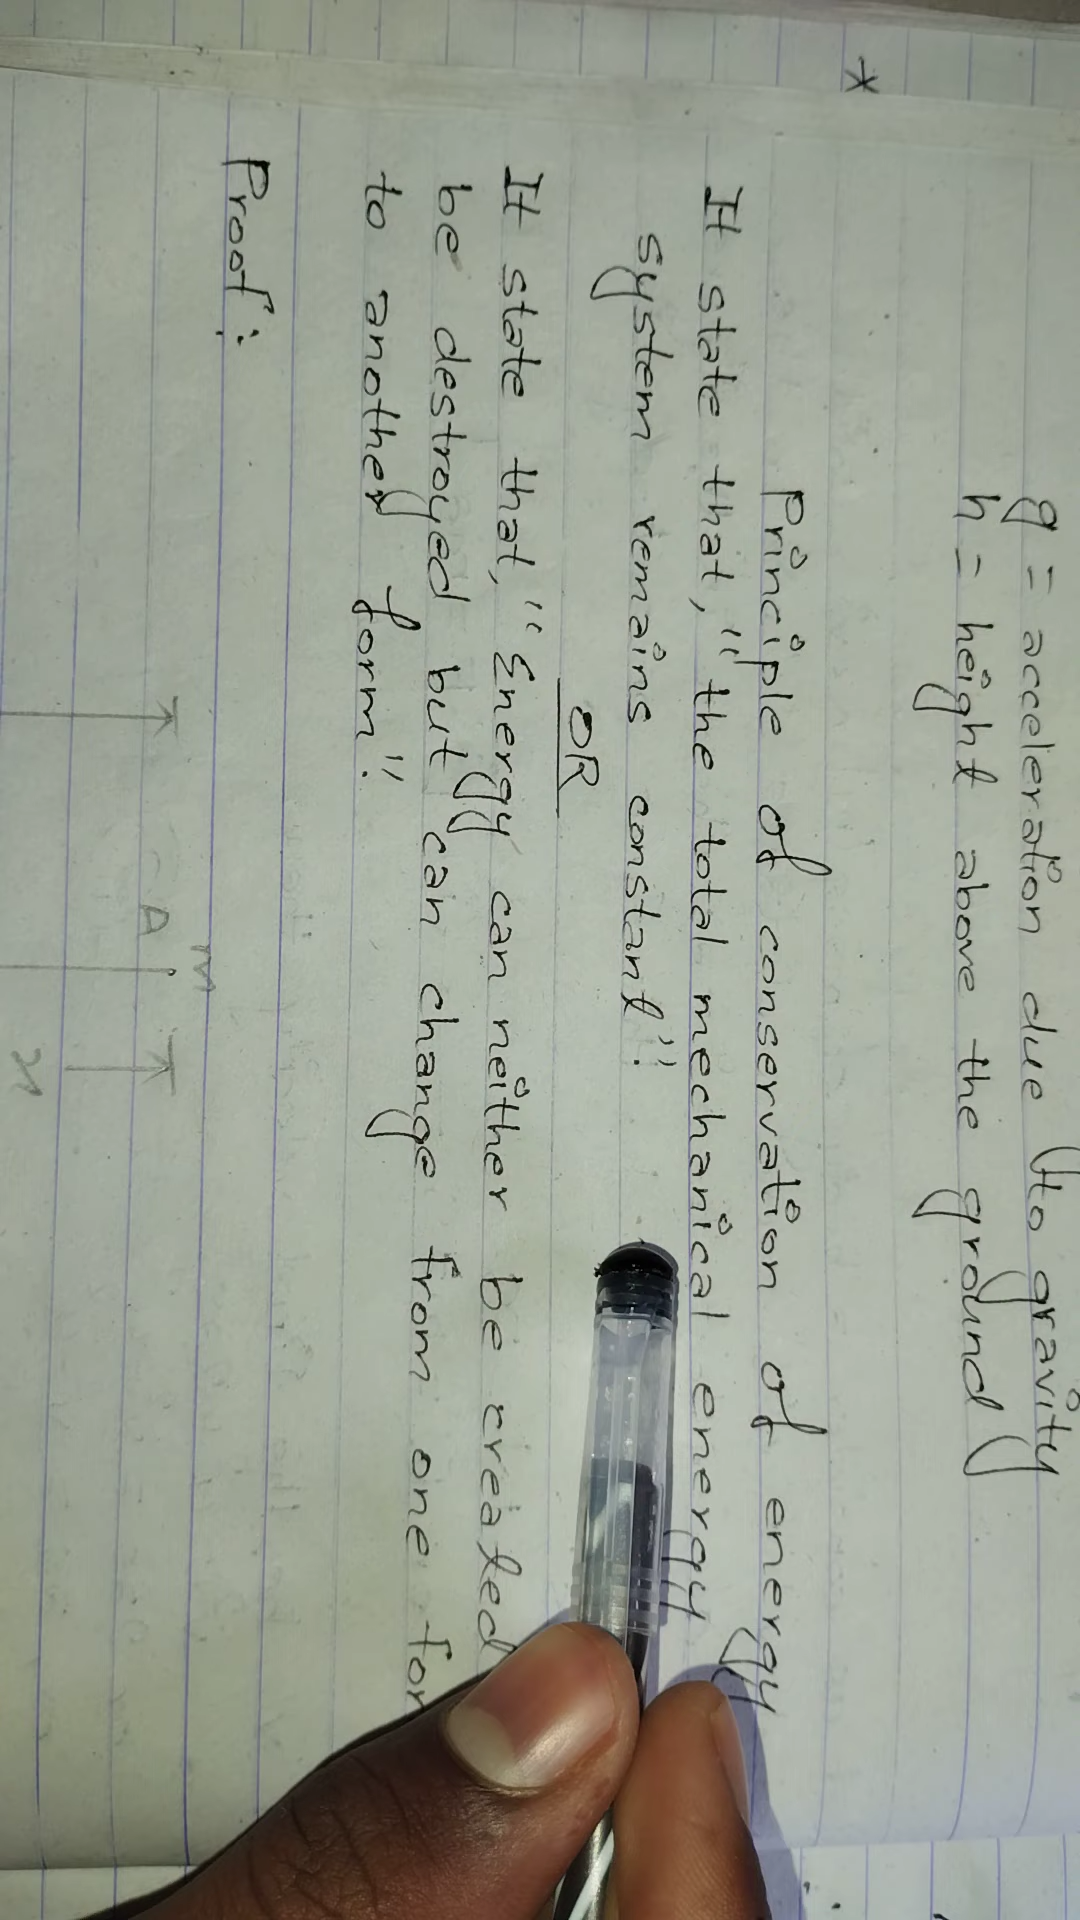 g = acceleration due to gravity
h = height above the ground
*
Principle of conservation of energy
It state that, "the total mechanical energy
system remains constant".
OR
It state that, "Energy can neither be created
be destroyed but can change from one for
to another form".
Proof:
m
A
x